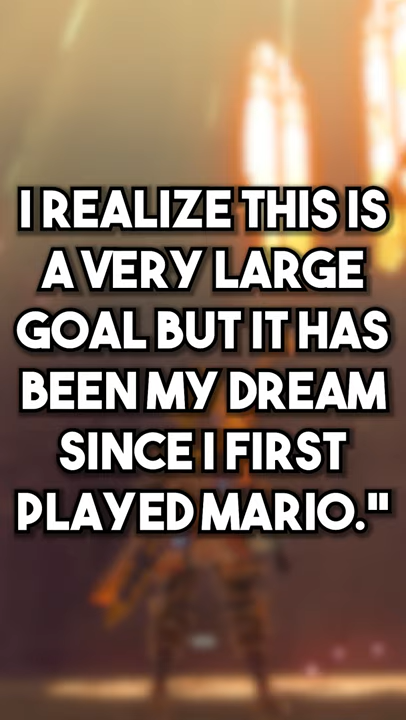 I REALIZE THIS IS
A VERY LARGE
GOAL BUT IT HAS
BEEN MY DREAM
SINCE I FIRST
PLAYED MARIO."